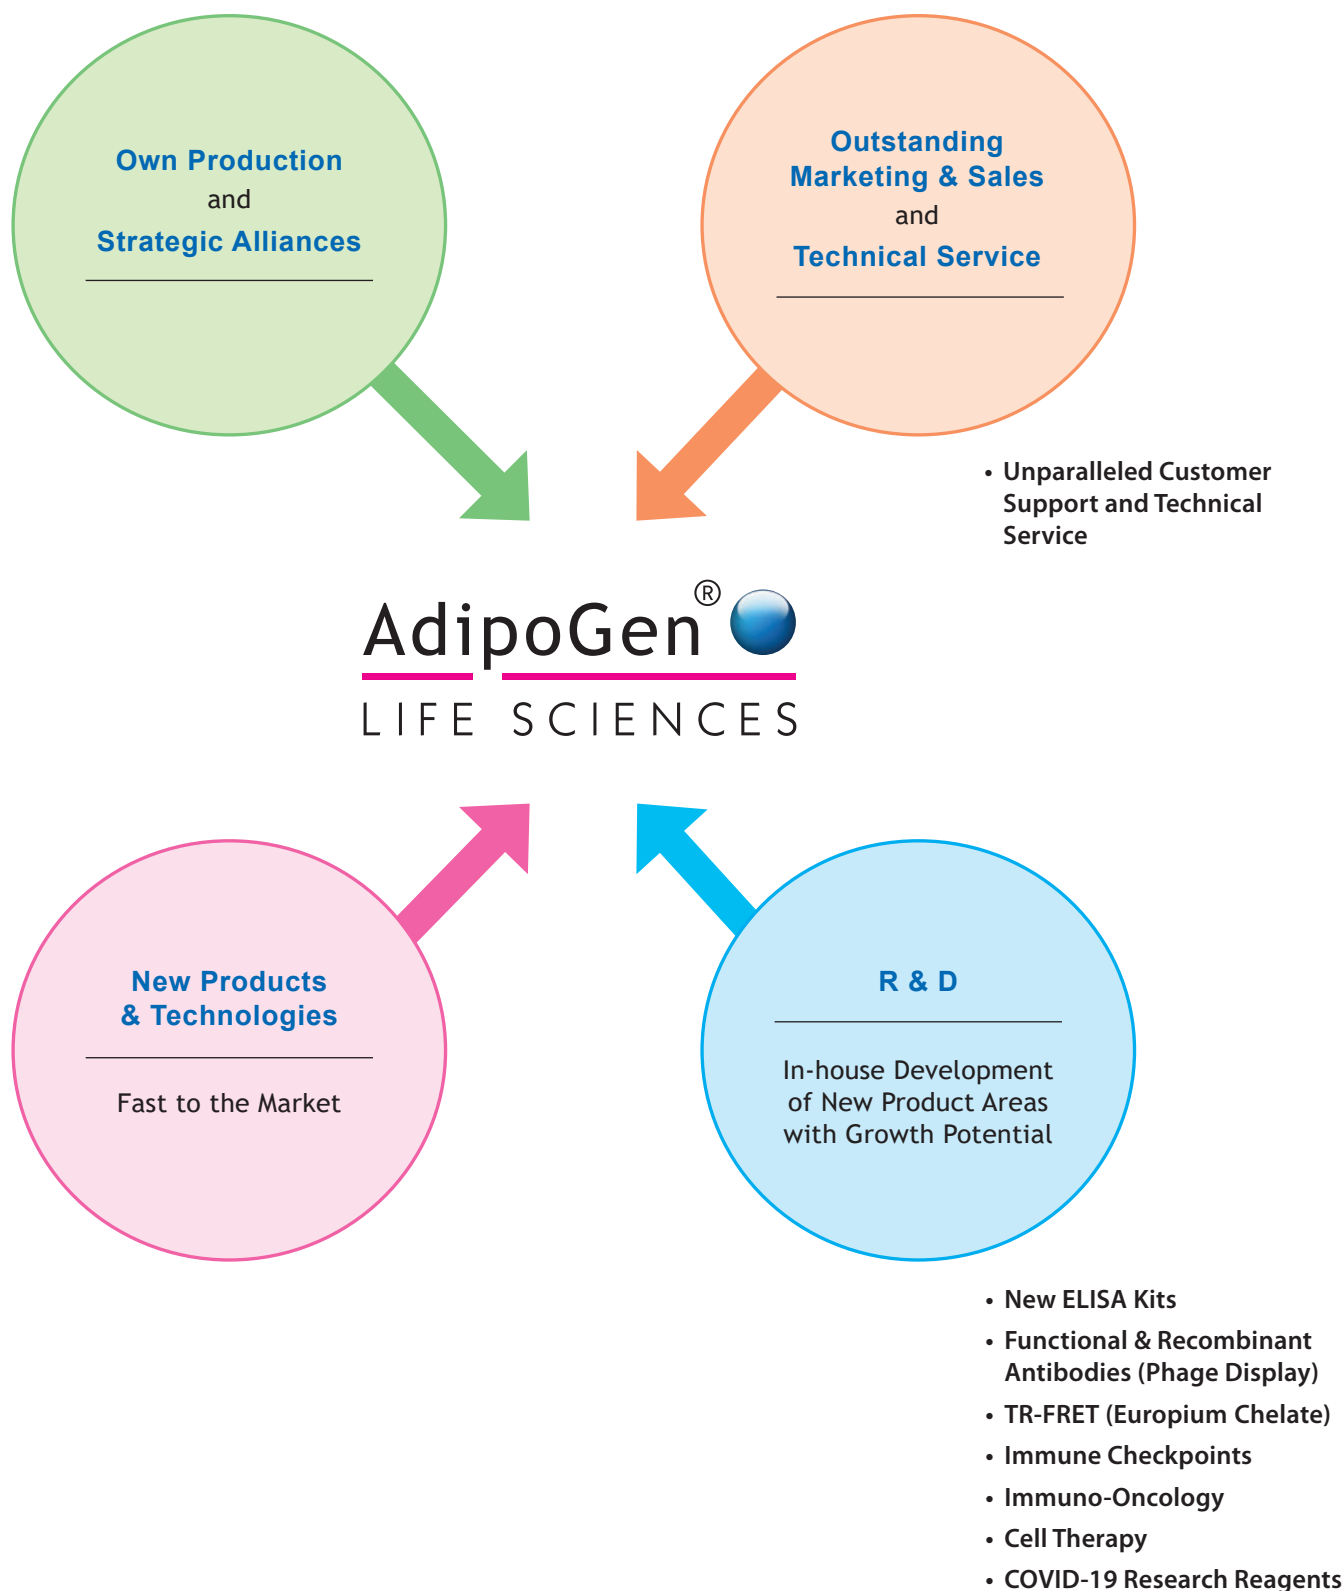 Own Production
and
Strategic Alliances
Outstanding
Marketing & Sales
and
Technical Service
• Unparalleled Customer
Support and Technical
Service
AdipoGen®
LIFE SCIENCES
New Products
& Technologies
Fast to the Market
R & D
In-house Development
of New Product Areas
with Growth Potential
• New ELISA Kits
• Functional & Recombinant
Antibodies (Phage Display)
• TR-FRET (Europium Chelate)
• Immune Checkpoints
• Immuno-Oncology
• Cell Therapy
• COVID-19 Research Reagents